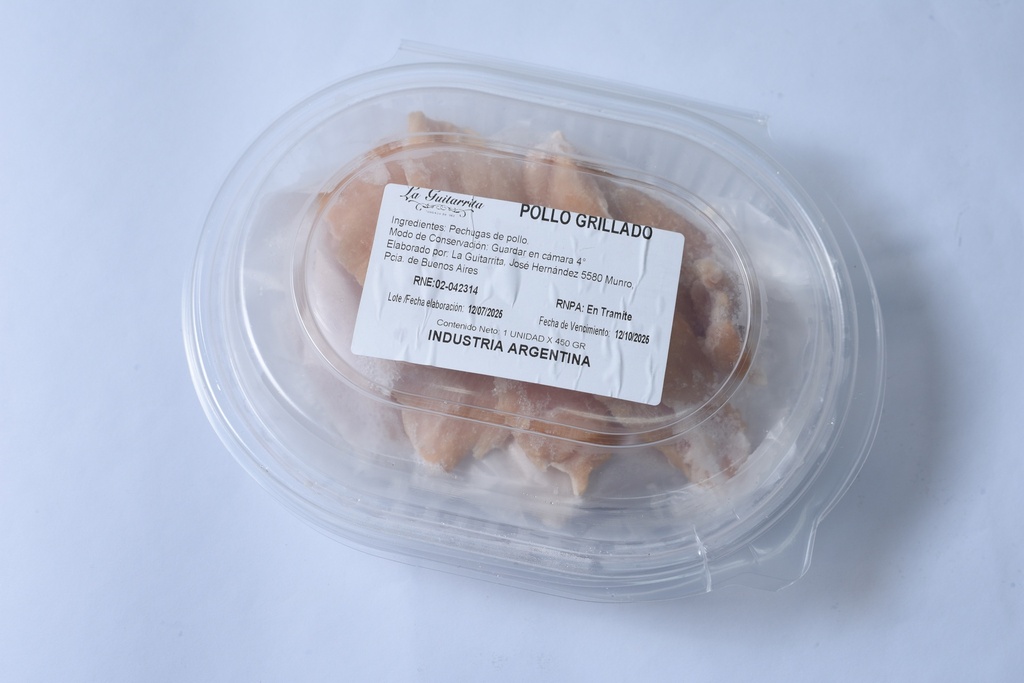 La Guitarrita
POLLO GRILLADO
Ingredientes: Pechugas de pollo.
Modo de Conservación: Guardar en cámara 4°
Elaborado por: La Guitarrita, José Hernández 5580 Munro,
Pcia. de Buenos Aires
RNE:02-042314
RNPA: En Tramite
Lote /Fecha elaboración: 12/07/2025
Fecha de Vencimiento: 12/10/2025
Contenido Neto: 1 UNIDAD X 450 GR
INDUSTRIA ARGENTINA